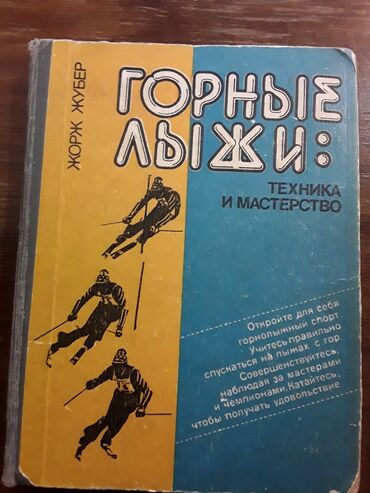 ЖОРЖ ЖУБЕР
ГОРНЫЕ
ЛЫЖИ:
ТЕХНИКА
И МАСТЕРСТВО
Откройте для себя
горнолыжный спорт
Учитесь правильно
спускаться на лыжах с гор
Совершенствуйтесь,
наблюдая за мастерами
и чемпионами. Катайтесь,
чтобы получать удовольствие